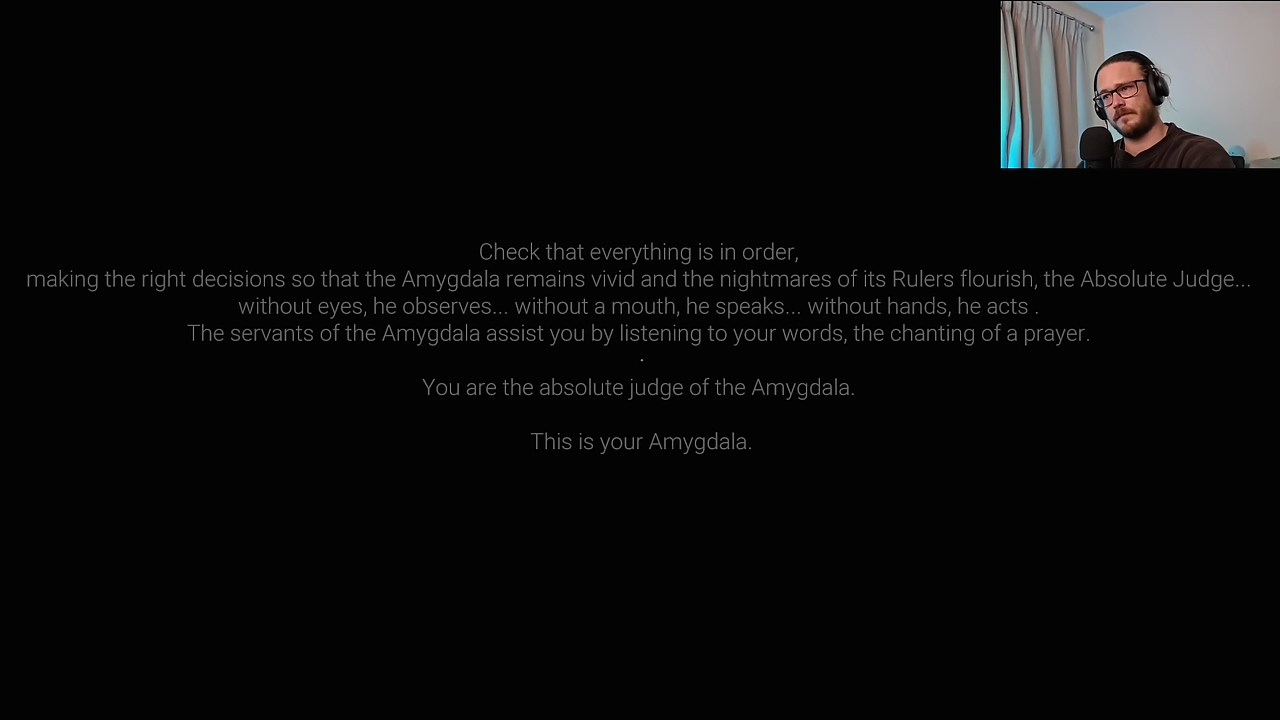 Check that everything is in order,
making the right decisions so that the Amygdala remains vivid and the nightmares of its Rulers flourish, the Absolute Judge...
without eyes, he observes... without a mouth, he speaks... without hands, he acts .
The servants of the Amygdala assist you by listening to your words, the chanting of a prayer.
.
You are the absolute judge of the Amygdala.
This is your Amygdala.